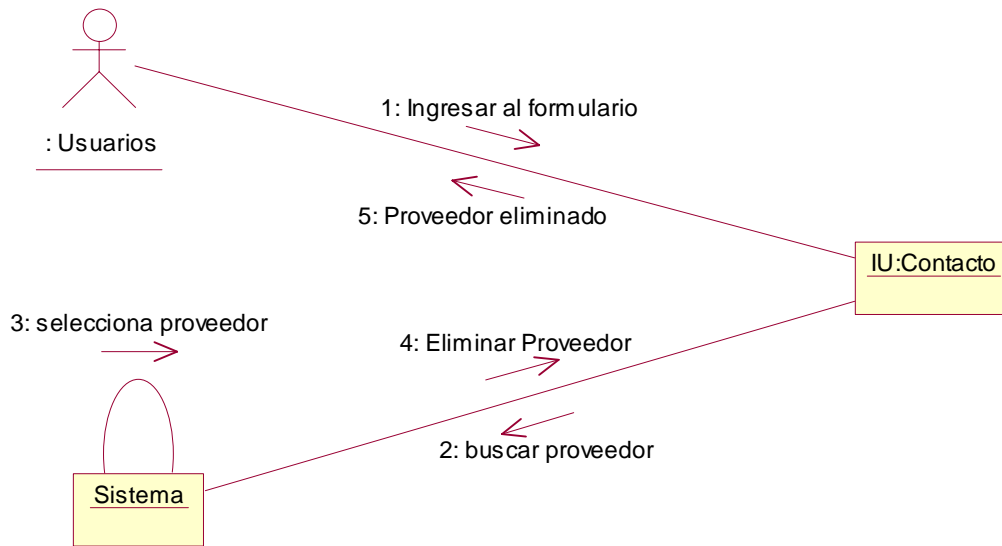 1: Ingresar al formulario
: Usuarios
5: Proveedor eliminado
IU:Contacto
3: selecciona proveedor
4: Eliminar Proveedor
2: buscar proveedor
Sistema